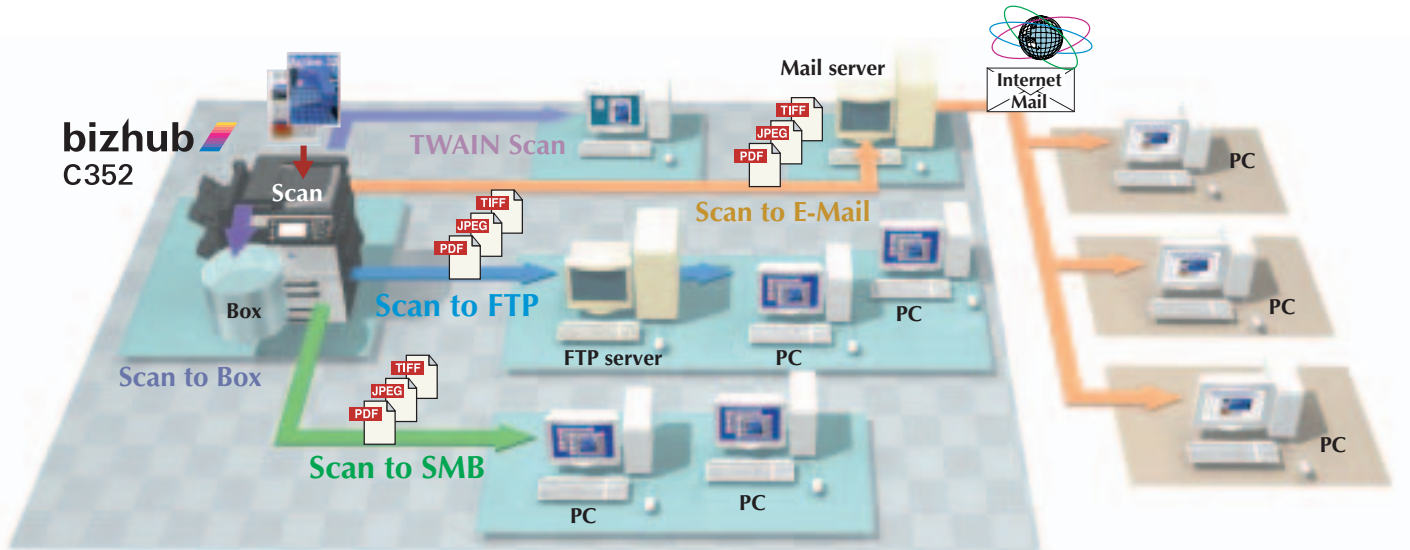 bizhub
C352
Scan
Box
Scan to Box
TWAIN Scan
Mail server
TIFF
JPEG
PDF
Scan to E-Mail
Internet
Mail
PC
PC
PC
TIFF
JPEG
PDF
Scan to FTP
FTP server
PC
PC
TIFF
JPEG
PDF
Scan to SMB
PC
PC